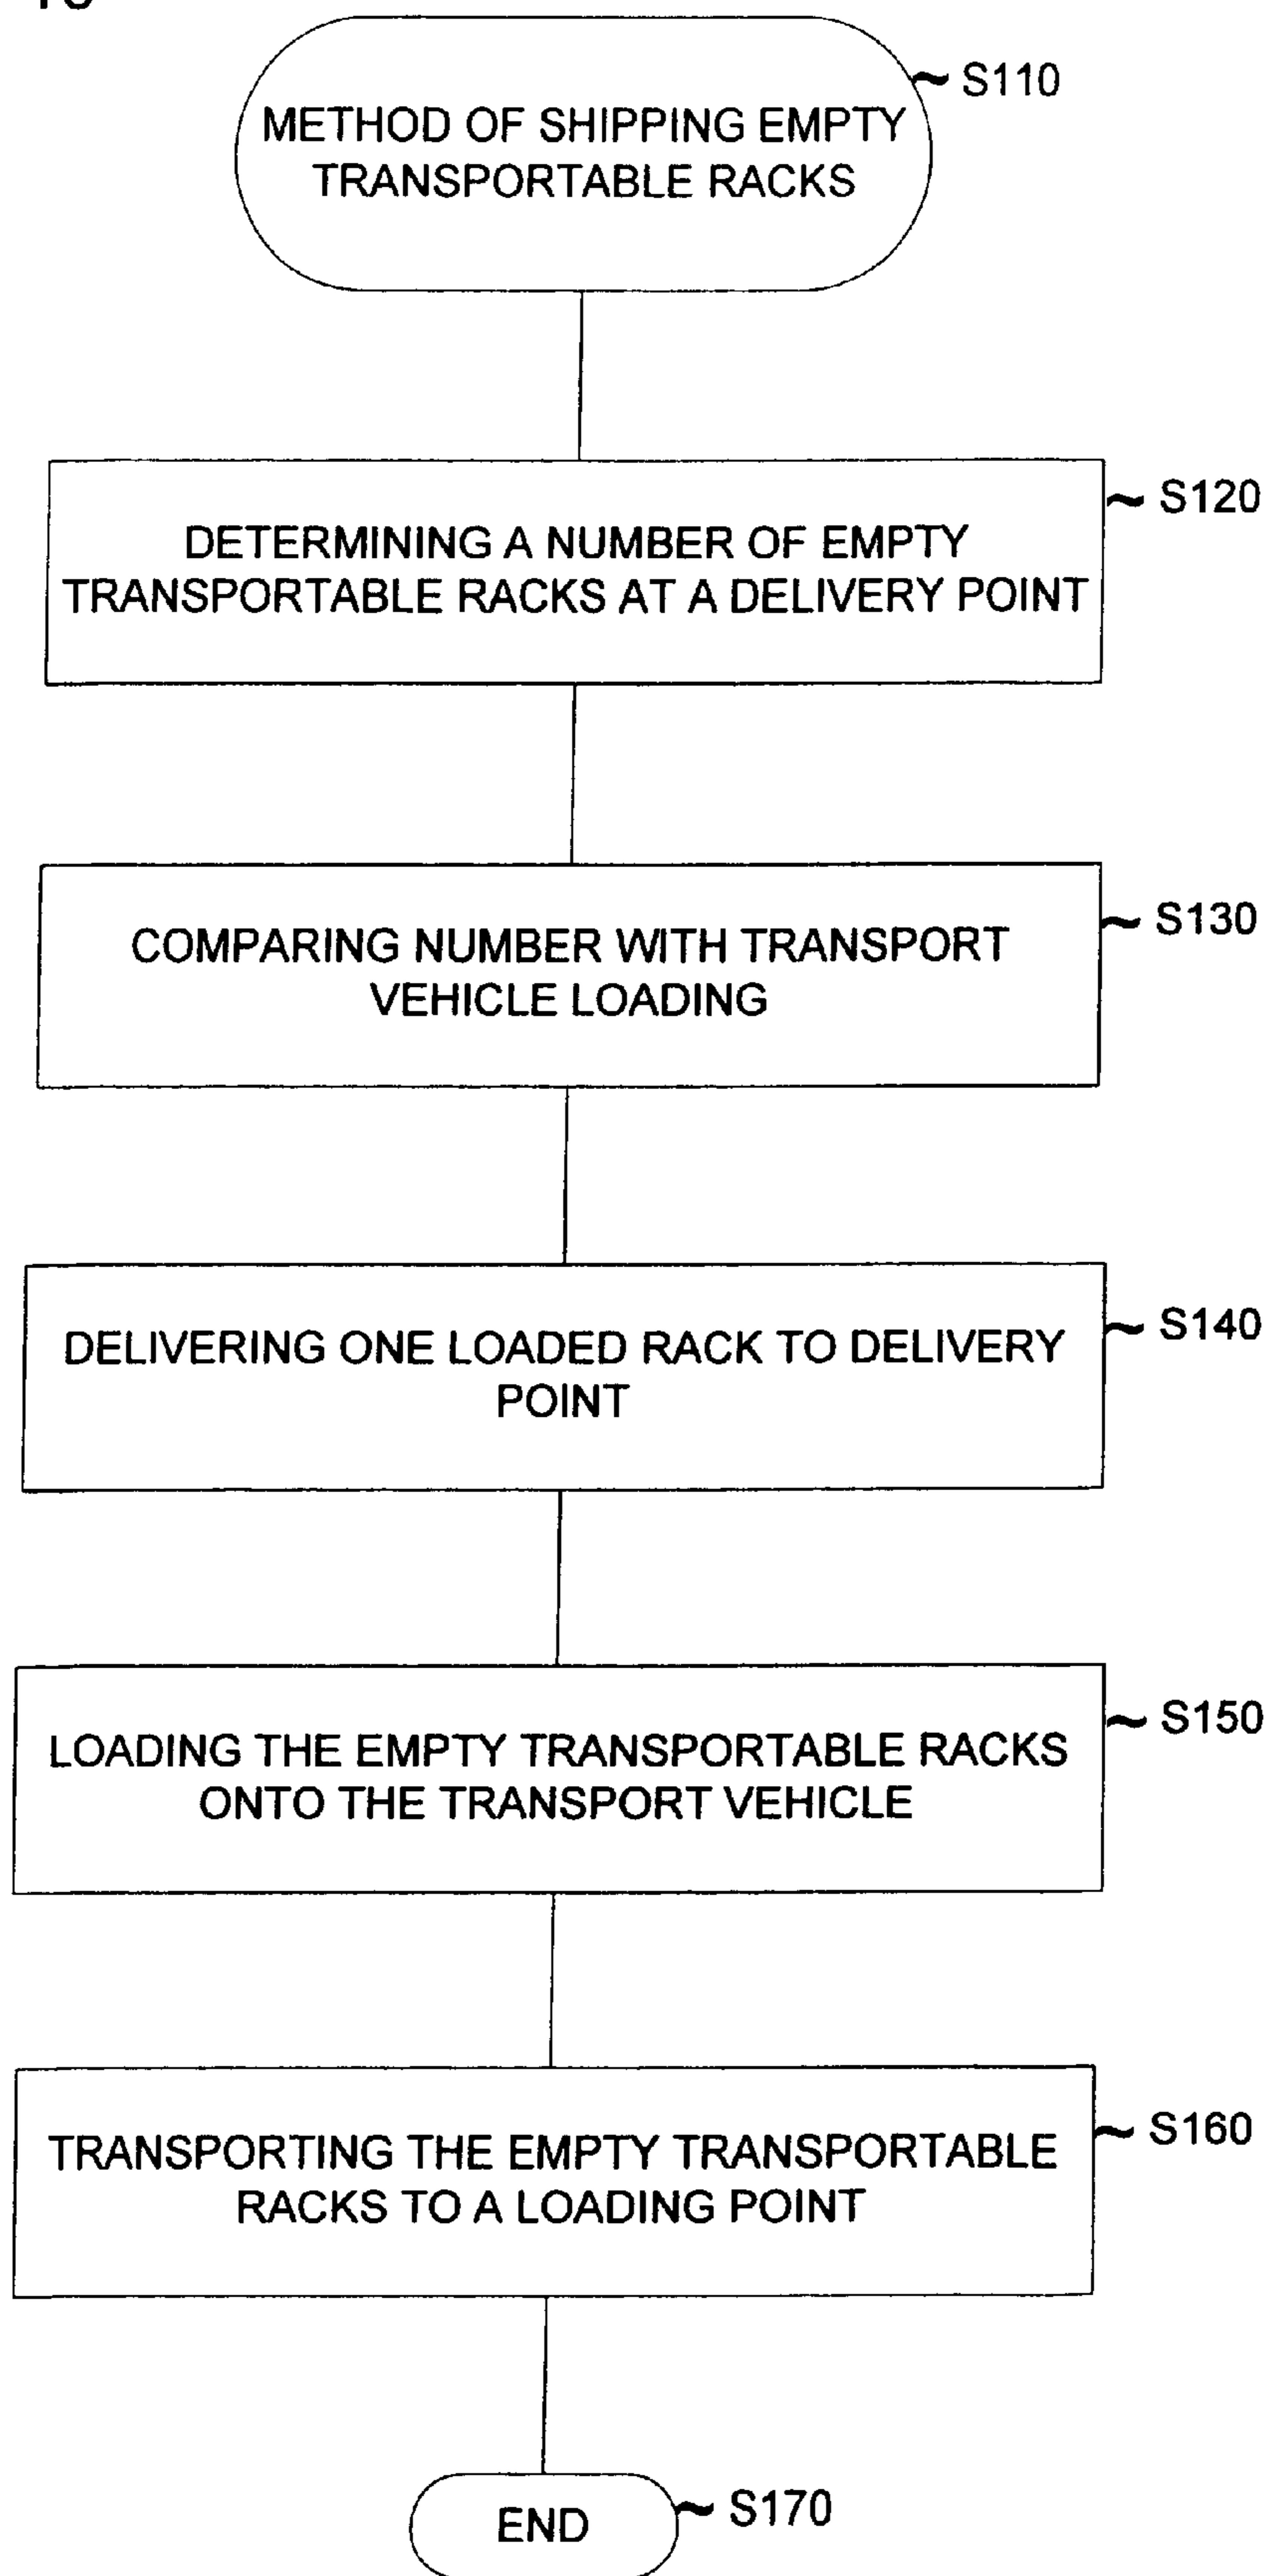 S110
METHOD OF SHIPPING EMPTY
TRANSPORTABLE RACKS
S120
DETERMINING A NUMBER OF EMPTY
TRANSPORTABLE RACKS AT A DELIVERY POINT
S130
COMPARING NUMBER WITH TRANSPORT
VEHICLE LOADING
S140
DELIVERING ONE LOADED RACK TO DELIVERY
POINT
S150
LOADING THE EMPTY TRANSPORTABLE RACKS
ONTO THE TRANSPORT VEHICLE
S160
TRANSPORTING THE EMPTY TRANSPORTABLE
RACKS TO A LOADING POINT
END
S170